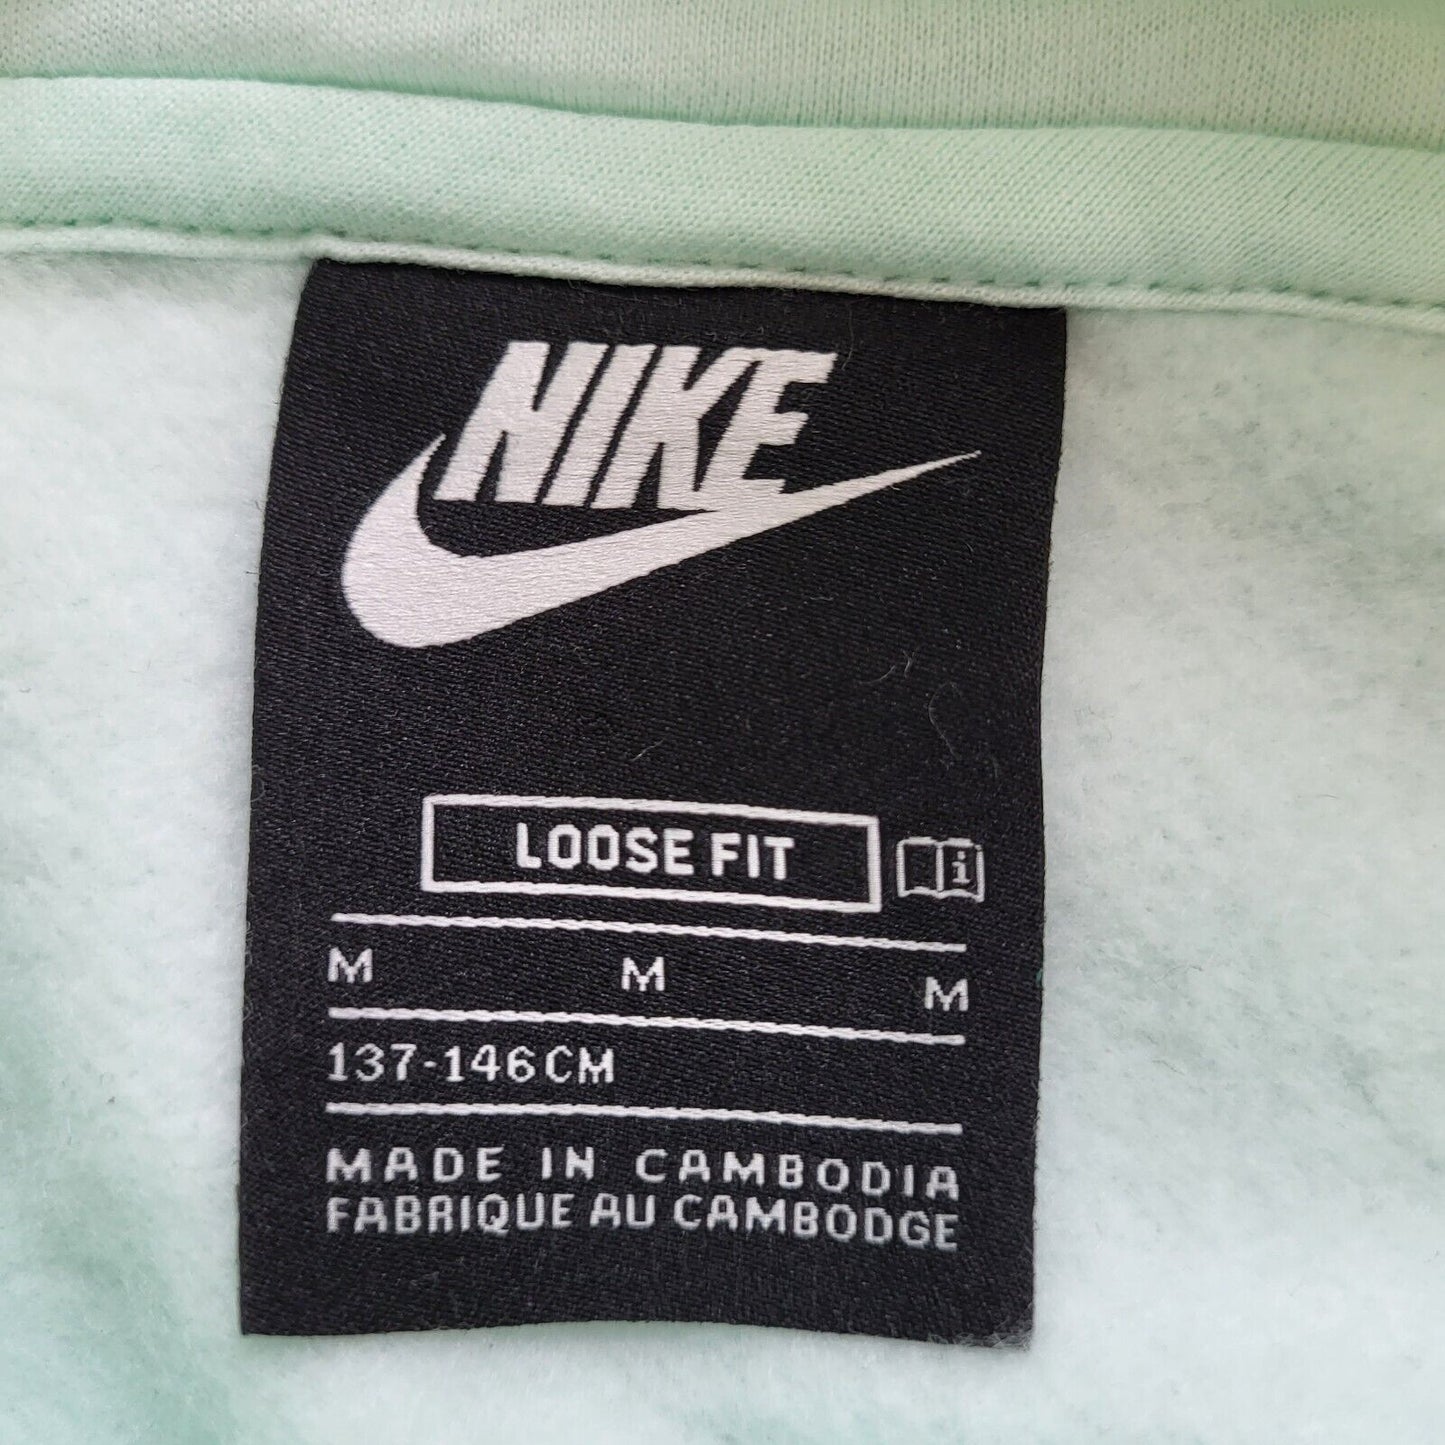 NIKE
LOOSE FIT i
M M M
137-146CM
MADE IN CAMBODIA
FABRIQUE AU CAMBODGE